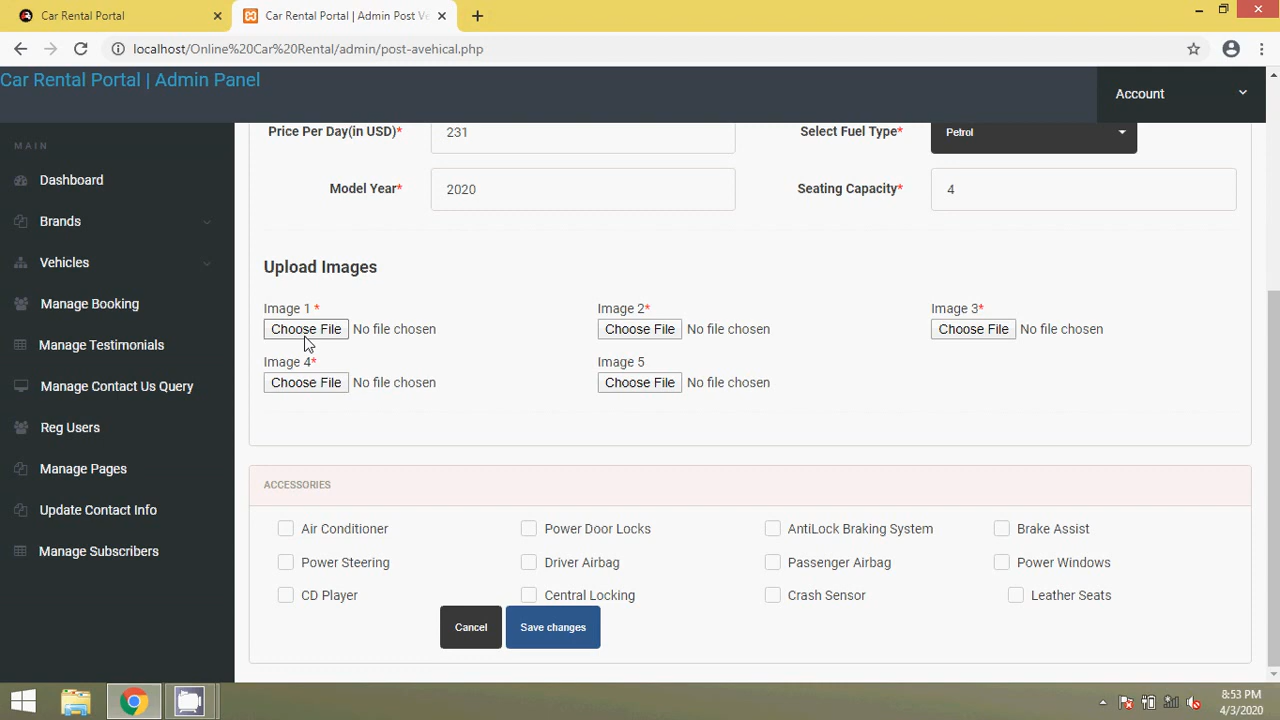 Car Rental Portal
Car Rental Portal | Admin Post Ve
localhost/Online%20Car%20Rental/admin/post-avehical.php
Car Rental Portal | Admin Panel
Account
MAIN
Dashboard
Brands
Vehicles
Manage Booking
Manage Testimonials
Manage Contact Us Query
Reg Users
Manage Pages
Update Contact Info
Manage Subscribers
Price Per Day(in USD)* 231 Select Fuel Type* Petrol
Model Year* 2020 Seating Capacity* 4
Upload Images
Image 1 * Image 2* Image 3*
Choose File No file chosen Choose File No file chosen Choose File No file chosen
Image 4* Image 5
Choose File No file chosen Choose File No file chosen
ACCESSORIES
Air Conditioner Power Door Locks AntiLock Braking System Brake Assist
Power Steering Driver Airbag Passenger Airbag Power Windows
CD Player Central Locking Crash Sensor Leather Seats
Cancel Save changes
8:53 PM
4/3/2020